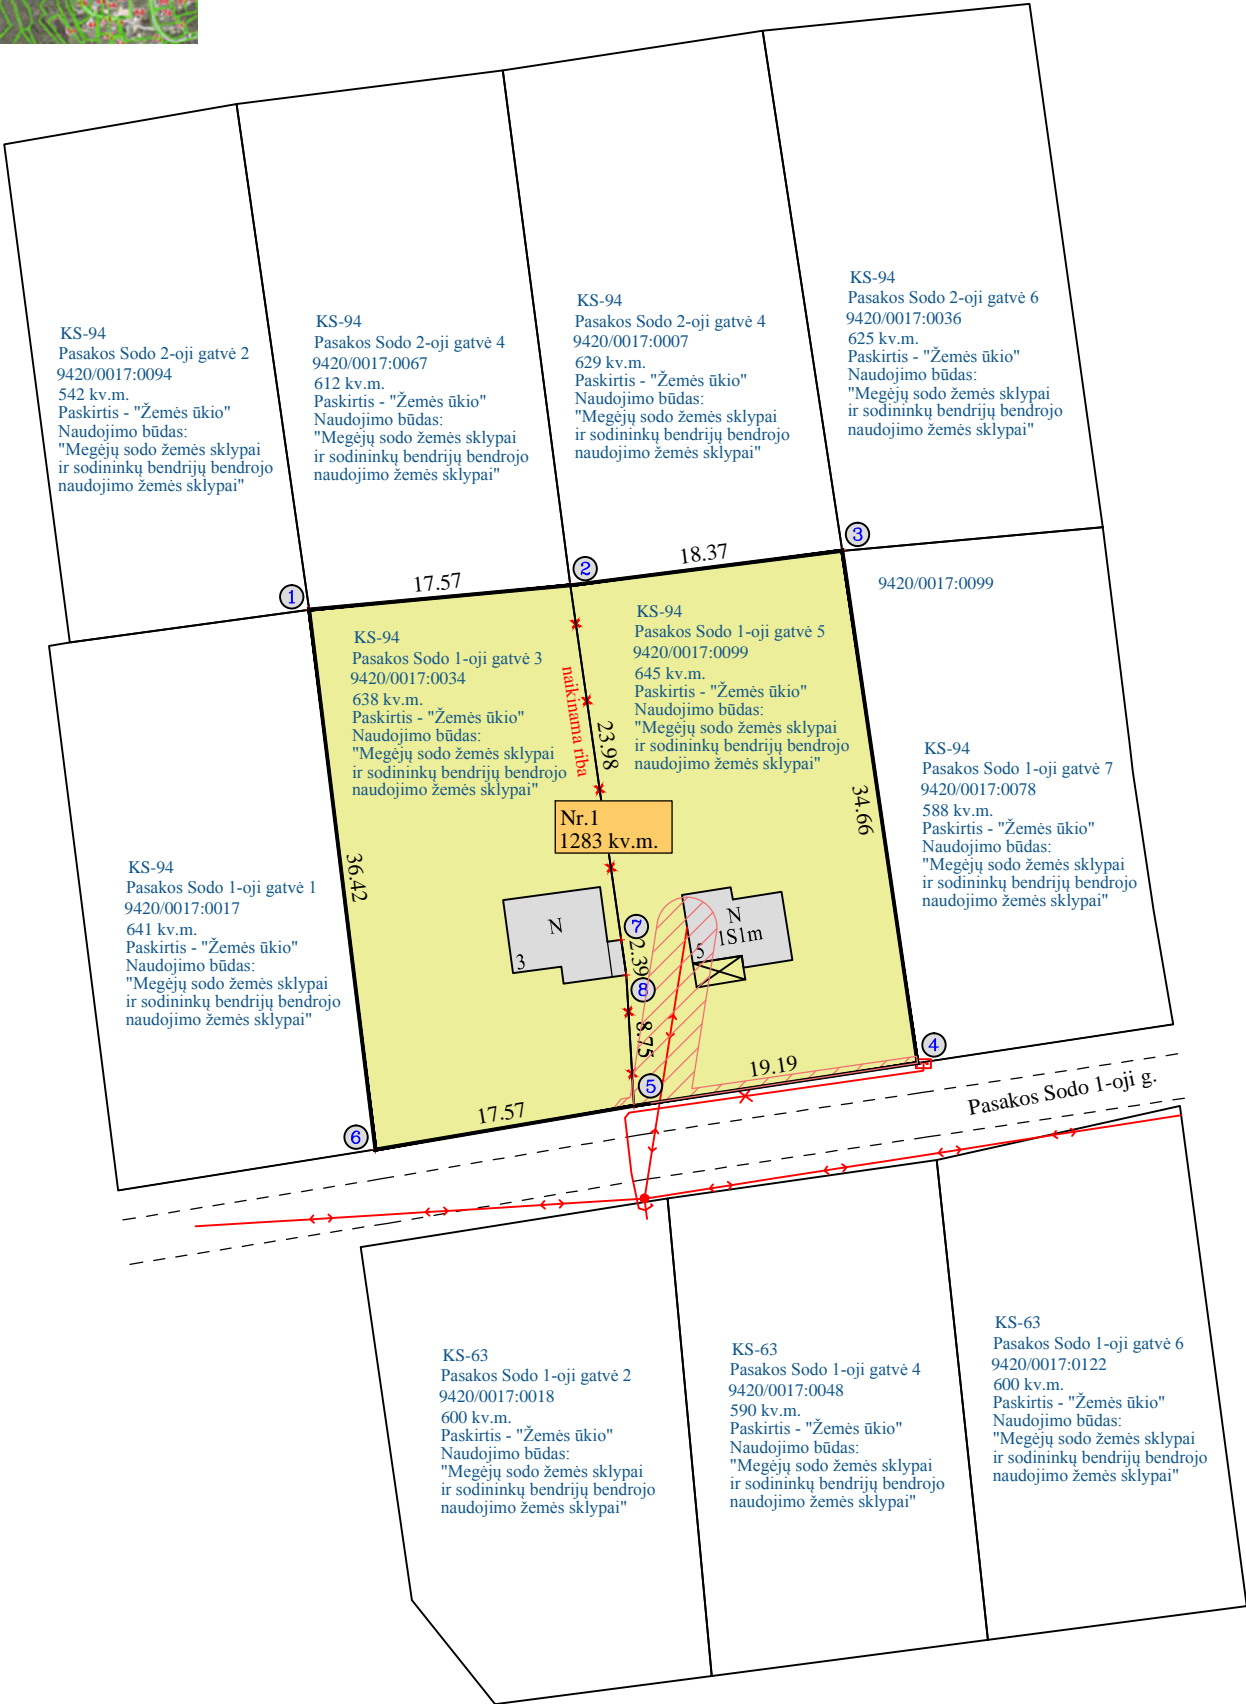 KS-94
Pasakos Sodo 2-oji gatvė 2
9420/0017:0094
542 kv.m.
Paskirtis - "Žemės ūkio"
Naudojimo būdas:
"Megėjų sodo žemės sklypai
ir sodininkų bendrijų bendrojo
naudojimo žemės sklypai"
KS-94
Pasakos Sodo 2-oji gatvė 4
9420/0017:0067
612 kv.m.
Paskirtis - "Žemės ūkio"
Naudojimo būdas:
"Megėjų sodo žemės sklypai
ir sodininkų bendrijų bendrojo
naudojimo žemės sklypai"
KS-94
Pasakos Sodo 2-oji gatvė 4
9420/0017:0007
629 kv.m.
Paskirtis - "Žemės ūkio"
Naudojimo būdas:
"Megėjų sodo žemės sklypai
ir sodininkų bendrijų bendrojo
naudojimo žemės sklypai"
KS-94
Pasakos Sodo 2-oji gatvė 6
9420/0017:0036
625 kv.m.
Paskirtis - "Žemės ūkio"
Naudojimo būdas:
"Megėjų sodo žemės sklypai
ir sodininkų bendrijų bendrojo
naudojimo žemės sklypai"
1
17.57
2
18.37
3
9420/0017:0099
KS-94
Pasakos Sodo 1-oji gatvė 3
9420/0017:0034
638 kv.m.
Paskirtis - "Žemės ūkio"
Naudojimo būdas:
"Megėjų sodo žemės sklypai
ir sodininkų bendrijų bendrojo
naudojimo žemės sklypai"
naikinama riba
23.98
KS-94
Pasakos Sodo 1-oji gatvė 5
9420/0017:0099
645 kv.m.
Paskirtis - "Žemės ūkio"
Naudojimo būdas:
"Megėjų sodo žemės sklypai
ir sodininkų bendrijų bendrojo
naudojimo žemės sklypai"
34.66
KS-94
Pasakos Sodo 1-oji gatvė 7
9420/0017:0078
588 kv.m.
Paskirtis - "Žemės ūkio"
Naudojimo būdas:
"Megėjų sodo žemės sklypai
ir sodininkų bendrijų bendrojo
naudojimo žemės sklypai"
Nr.1
1283 kv.m.
KS-94
Pasakos Sodo 1-oji gatvė 1
9420/0017:0017
641 kv.m.
Paskirtis - "Žemės ūkio"
Naudojimo būdas:
"Megėjų sodo žemės sklypai
ir sodininkų bendrijų bendrojo
naudojimo žemės sklypai"
36.42
N
3
7
2.39
8
8.75
N
1S1m
5
4
5
19.19
17.57
6
Pasakos Sodo 1-oji g.
KS-63
Pasakos Sodo 1-oji gatvė 2
9420/0017:0018
600 kv.m.
Paskirtis - "Žemės ūkio"
Naudojimo būdas:
"Megėjų sodo žemės sklypai
ir sodininkų bendrijų bendrojo
naudojimo žemės sklypai"
KS-63
Pasakos Sodo 1-oji gatvė 4
9420/0017:0048
590 kv.m.
Paskirtis - "Žemės ūkio"
Naudojimo būdas:
"Megėjų sodo žemės sklypai
ir sodininkų bendrijų bendrojo
naudojimo žemės sklypai"
KS-63
Pasakos Sodo 1-oji gatvė 6
9420/0017:0122
600 kv.m.
Paskirtis - "Žemės ūkio"
Naudojimo būdas:
"Megėjų sodo žemės sklypai
ir sodininkų bendrijų bendrojo
naudojimo žemės sklypai"